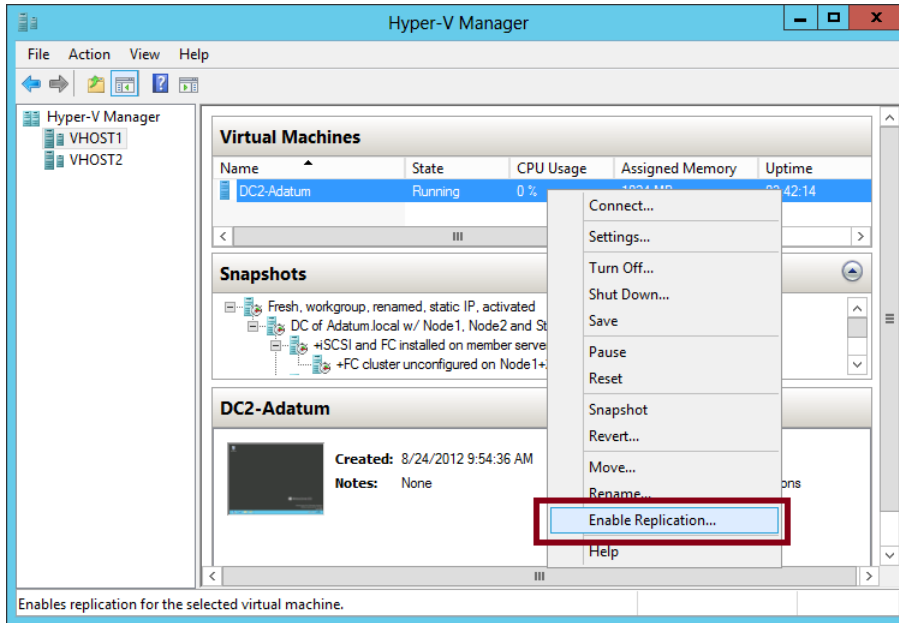 Hyper-V Manager
File Action View Help
Hyper-V Manager
VHOST1
VHOST2
Virtual Machines
Name State CPU Usage Assigned Memory Uptime
DC2-Adatum Running 0 % 42:14
Connect...
Settings...
Turn Off...
Shut Down...
Save
Pause
Reset
Snapshot
Revert...
Move...
Rename...
Enable Replication...
Help
Snapshots
Fresh, workgroup, renamed, static IP, activated
DC of Adatum.local w/ Node1, Node2 and St
+iSCSI and FC installed on member serve
+FC cluster unconfigured on Node1+
DC2-Adatum
Created: 8/24/2012 9:54:36 AM
Notes: None
ons
Enables replication for the selected virtual machine.